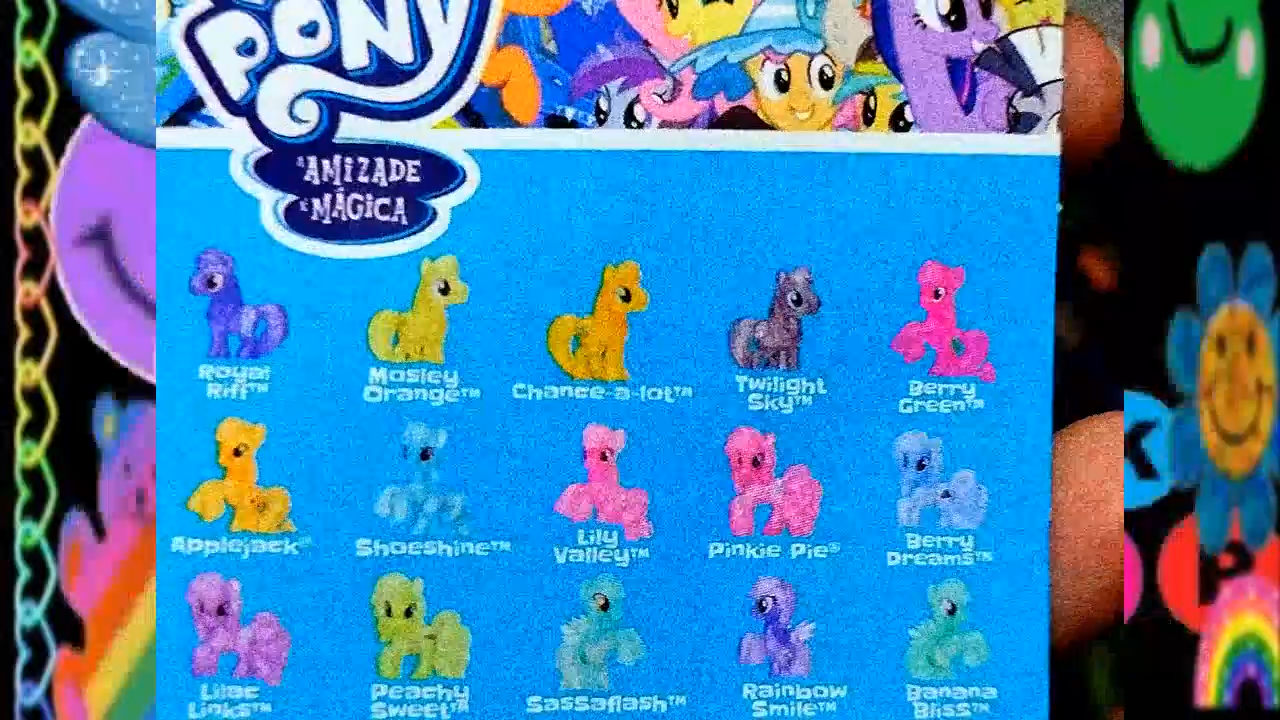 PONY
A AMIZADE
É MÁGICA
Royal
Riff™
Mosley
Orange™
Chance-a-lot™
Twilight
Sky™
Berry
Green™
Applejack™
Shoeshine™
Lily
Valley™
Pinkie Pie®
Berry
Dreams™
Lilac
Links™
Peachy
Sweet™
Sassaflash™
Rainbow
Smile™
Banana
Bliss™